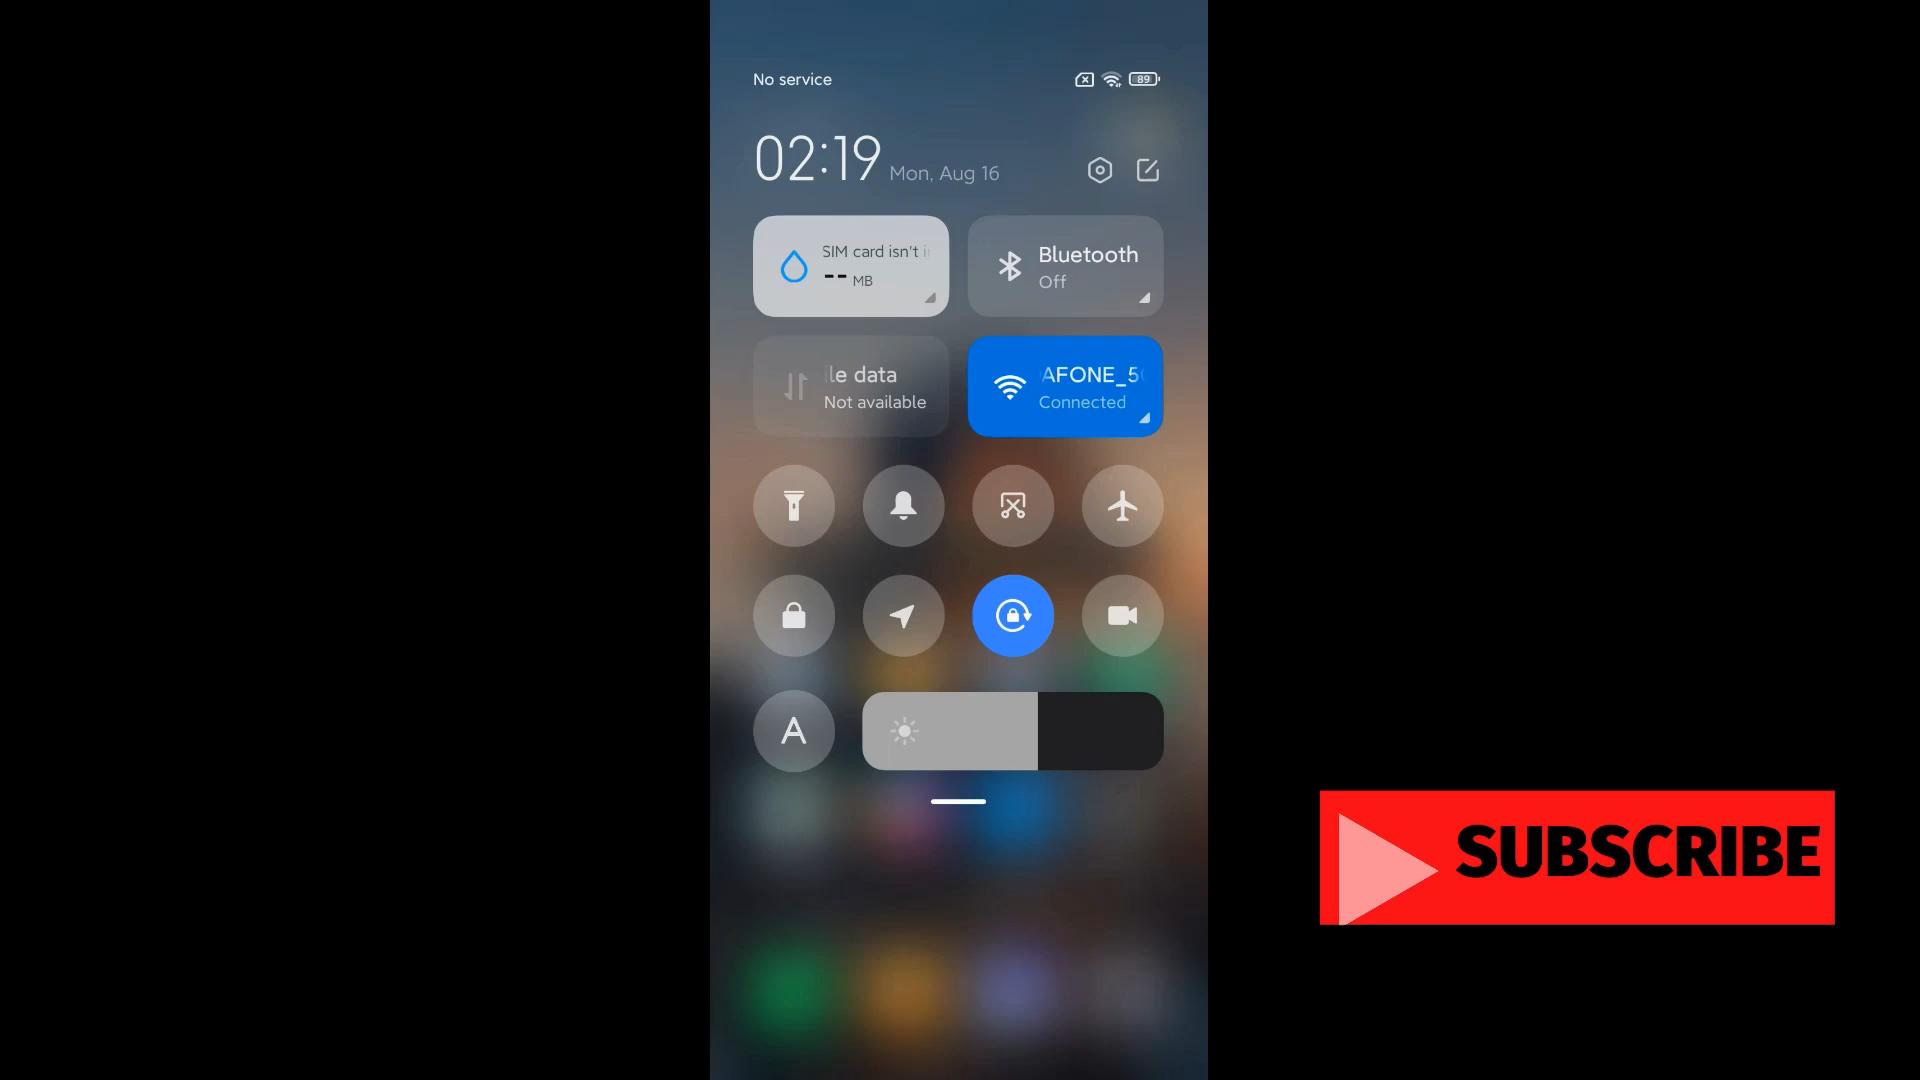 No service
89
02:19 Mon, Aug 16
SIM card isn't
-- MB
Bluetooth
Off
le data
Not available
AFONE_5
Connected
A
SUBSCRIBE